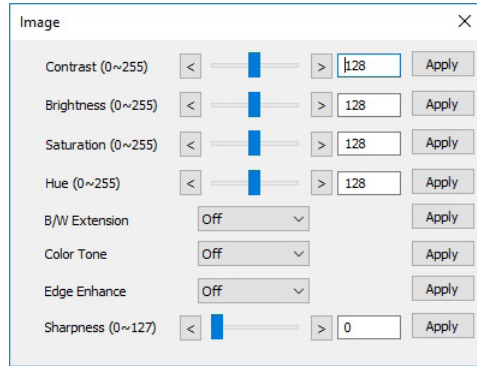 Image
Contrast (0~255) < > 128 Apply
Brightness (0~255) < > 128 Apply
Saturation (0~255) < > 128 Apply
Hue (0~255) < > 128 Apply
B/W Extension Off Apply
Color Tone Off Apply
Edge Enhance Off Apply
Sharpness (0~127) < > 0 Apply